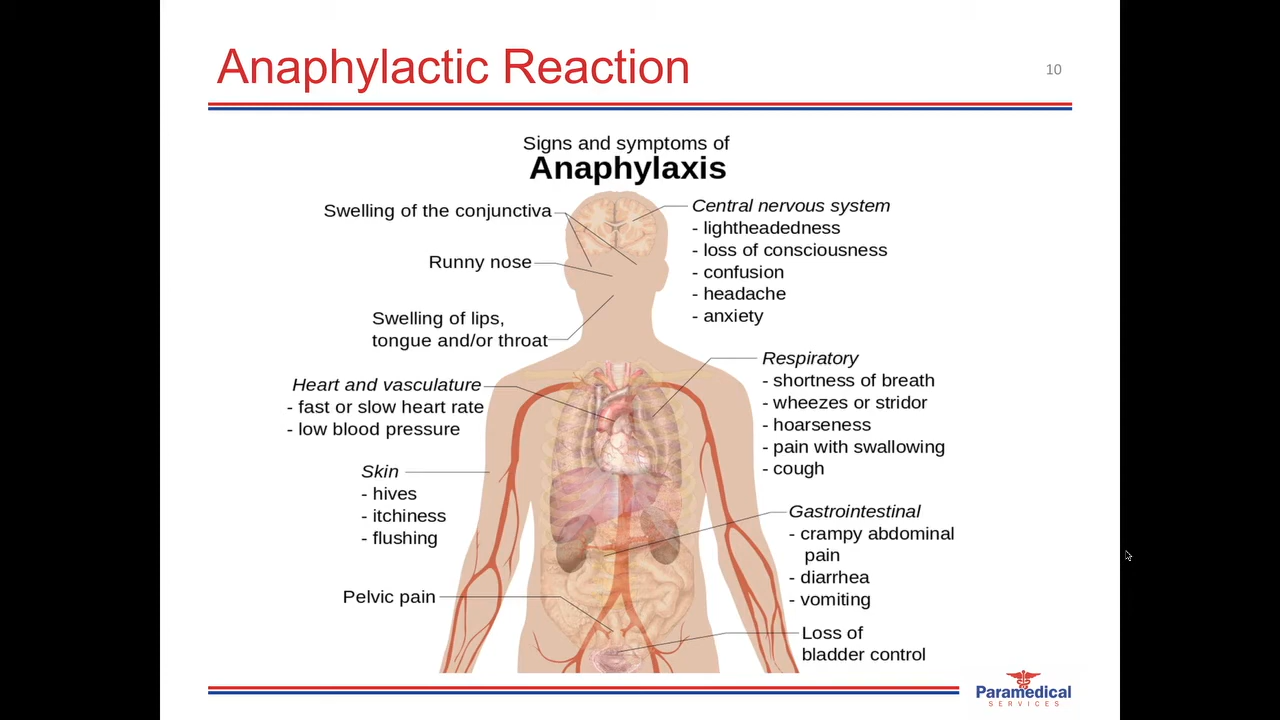 Anaphylactic Reaction
10
Signs and symptoms of
Anaphylaxis
Swelling of the conjunctiva
Runny nose
Swelling of lips,
tongue and/or throat
Heart and vasculature
- fast or slow heart rate
- low blood pressure
Skin
- hives
- itchiness
- flushing
Pelvic pain
Central nervous system
- lightheadedness
- loss of consciousness
- confusion
- headache
- anxiety
Respiratory
- shortness of breath
- wheezes or stridor
- hoarseness
- pain with swallowing
- cough
Gastrointestinal
- crampy abdominal
pain
- diarrhea
- vomiting
Loss of
bladder control
Paramedical
SERVICES